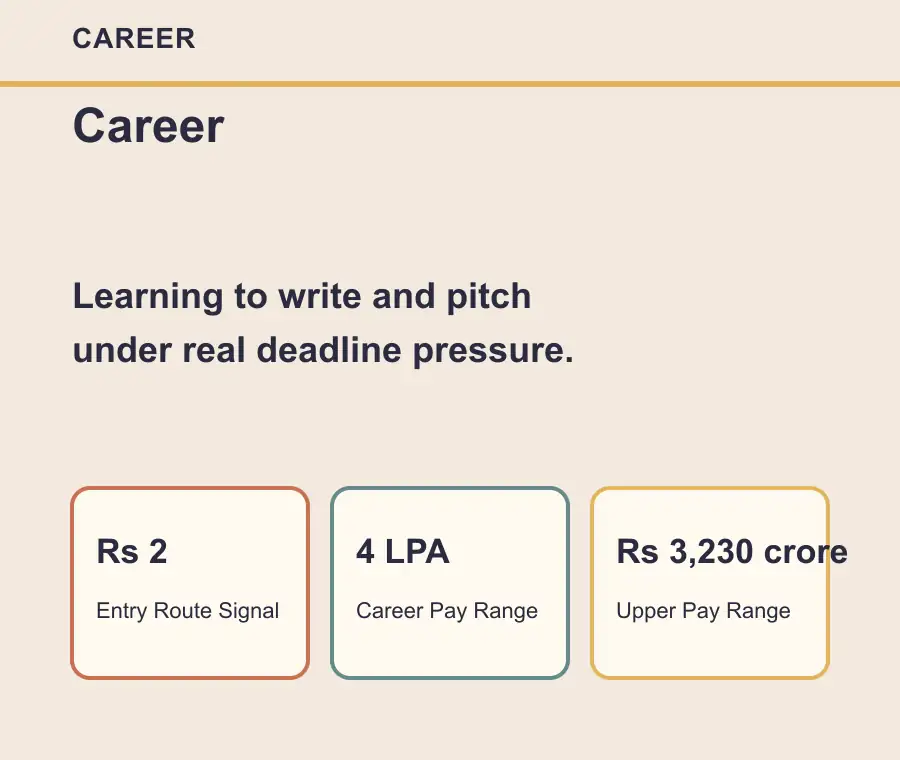 CAREER
Career
Learning to write and pitch
under real deadline pressure.
Rs 2
Entry Route Signal
4 LPA
Career Pay Range
Rs 3,230 crore
Upper Pay Range